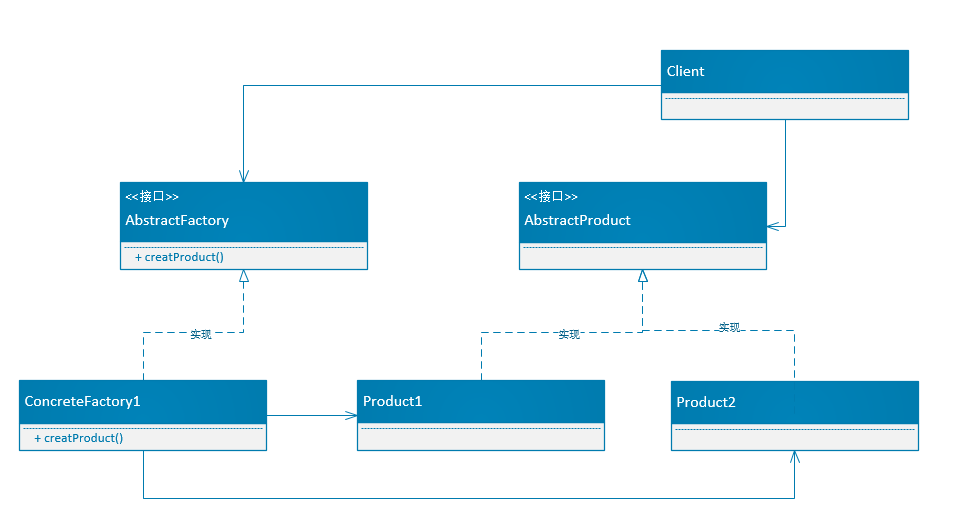 Client
<<接口>>
AbstractFactory
+ creatProduct()
<<接口>>
AbstractProduct
实现
实现
实现
ConcreteFactory1
+ creatProduct()
Product1
Product2